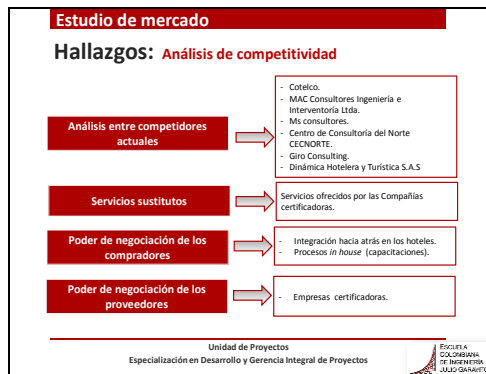 Estudio de mercado
Hallazgos: Análisis de competitividad
Análisis entre competidores
actuales
- Cotelco.
- MAC Consultores Ingeniería e
Interventoría Ltda.
- Ms consultores.
- Centro de Consultoría del Norte
CECNORTE.
- Giro Consulting.
- Dinámica Hotelera y Turística S.A.S
Servicios sustitutos
Servicios ofrecidos por las Compañías
certificadoras.
Poder de negociación de los
compradores
- Integración hacia atrás en los hoteles.
- Procesos in house (capacitaciones).
Poder de negociación de los
proveedores
- Empresas certificadoras.
Unidad de Proyectos
Especialización en Desarrollo y Gerencia Integral de Proyectos
ESCUELA
COLOMBIANA
DE INGENIERÍA
JULIO GARAVITO